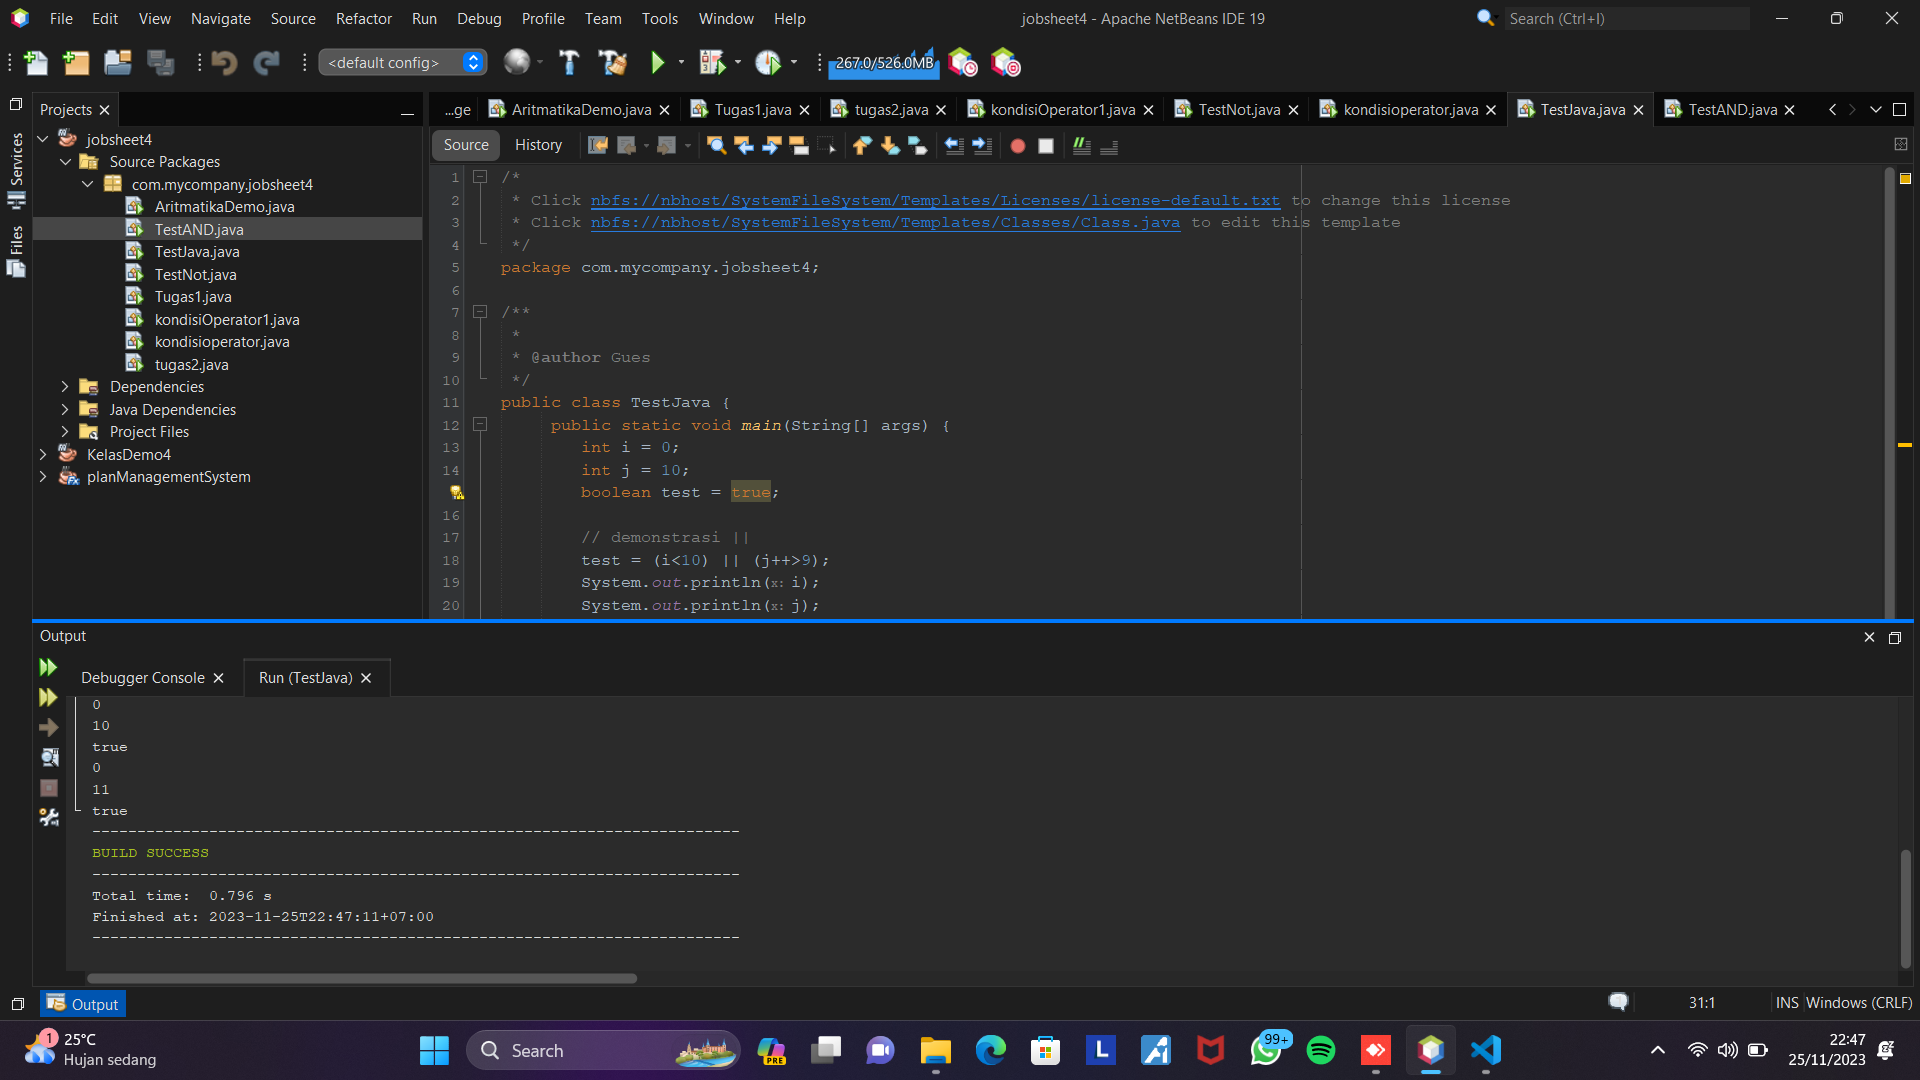 File Edit View Navigate Source Refactor Run Debug Profile Team Tools Window Help
jobsheet4 - Apache NetBeans IDE 19
Search (Ctrl+I)
<default config>
267.0/526.0MB
Services
Files
Projects
jobsheet4
Source Packages
com.mycompany.jobsheet4
AritmatikaDemo.java
TestAND.java
TestJava.java
TestNot.java
Tugas1.java
kondisiOperator1.java
kondisioperator.java
tugas2.java
Dependencies
Java Dependencies
Project Files
KelasDemo4
planManagementSystem
...ge AritmatikaDemo.java Tugas1.java tugas2.java kondisiOperator1.java TestNot.java kondisioperator.java TestJava.java TestAND.java
Source History
1 /*
2 * Click nbfs://nbhost/SystemFileSystem/Templates/Licenses/license-default.txt to change this license
3 * Click nbfs://nbhost/SystemFileSystem/Templates/Classes/Class.java to edit this template
4 */
5 package com.mycompany.jobsheet4;
6
7 /**
8 *
9 * @author Gues
10 */
11 public class TestJava {
12 public static void main(String[] args) {
13 int i = 0;
14 int j = 10;
boolean test = true;
16
17 // demonstrasi ||
18 test = (i<10) || (j++>9);
19 System.out.println(x: i);
20 System.out.println(x: j);
Output
Debugger Console Run (TestJava)
0
10
true
0
11
true
------------------------------------------------------------------------
BUILD SUCCESS
------------------------------------------------------------------------
Total time:  0.796 s
Finished at: 2023-11-25T22:47:11+07:00
------------------------------------------------------------------------
Output
31:1 INS Windows (CRLF)
1
25°C
Hujan sedang
Search
PRE
L
99+
22:47
25/11/2023